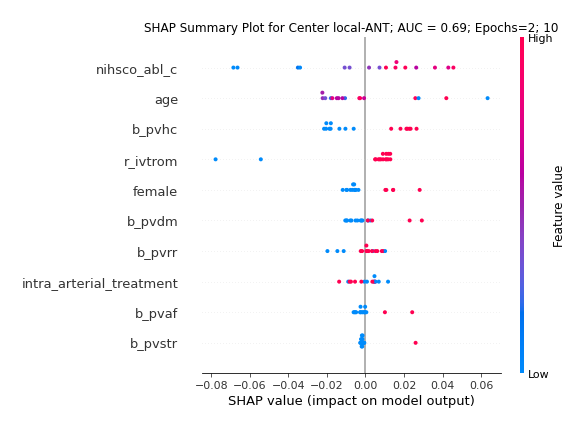 SHAP Summary Plot for Center local-ANT; AUC = 0.69; Epochs=2; 10
High
nihsco_abl_c
age
b_pvhc
r_ivtrom
female
b_pvdm
b_pvrr
intra_arterial_treatment
b_pvaf
b_pvstr
Feature value
Low
−0.08 −0.06 −0.04 −0.02 0.00 0.02 0.04 0.06
SHAP value (impact on model output)